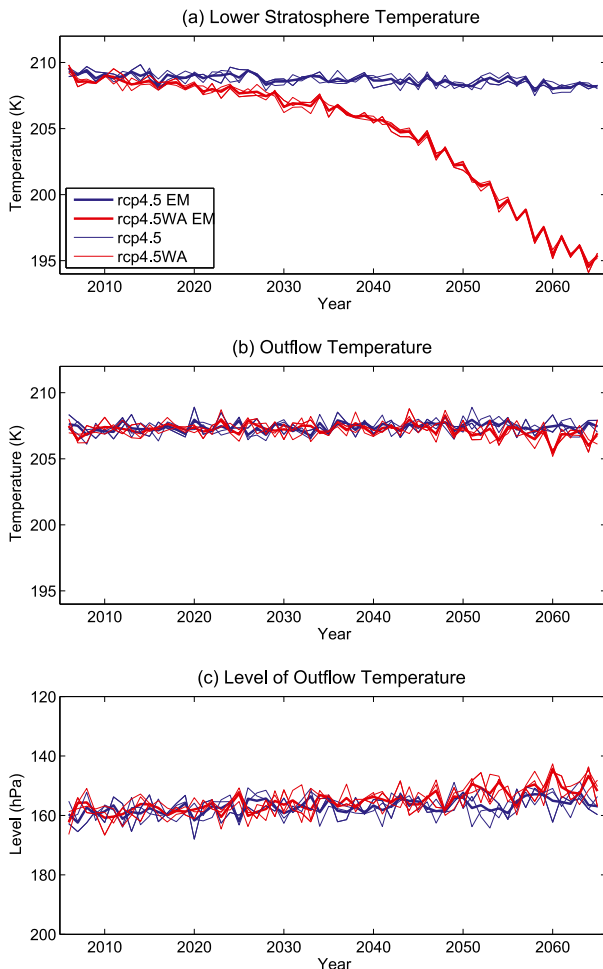 (a) Lower Stratosphere Temperature
210
205
200
195
Temperature (K)
rcp4.5 EM
rcp4.5WA EM
rcp4.5
rcp4.5WA
2010 2020 2030 2040 2050 2060
Year
(b) Outflow Temperature
210
205
200
195
Temperature (K)
2010 2020 2030 2040 2050 2060
Year
(c) Level of Outflow Temperature
120
140
160
180
200
Level (hPa)
2010 2020 2030 2040 2050 2060
Year